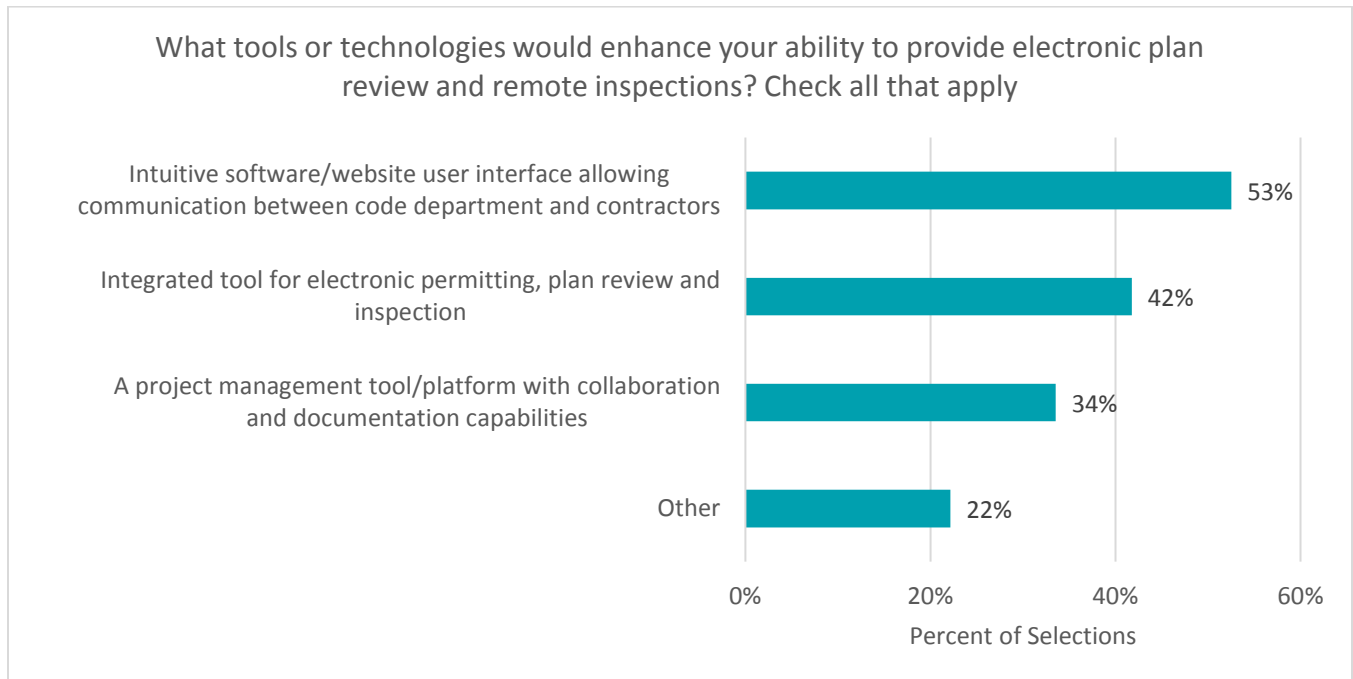 What tools or technologies would enhance your ability to provide electronic plan
review and remote inspections? Check all that apply
Intuitive software/website user interface allowing
communication between code department and contractors
53%
Integrated tool for electronic permitting, plan review and
inspection
42%
A project management tool/platform with collaboration
and documentation capabilities
34%
Other
22%
0%
20%
40%
60%
Percent of Selections